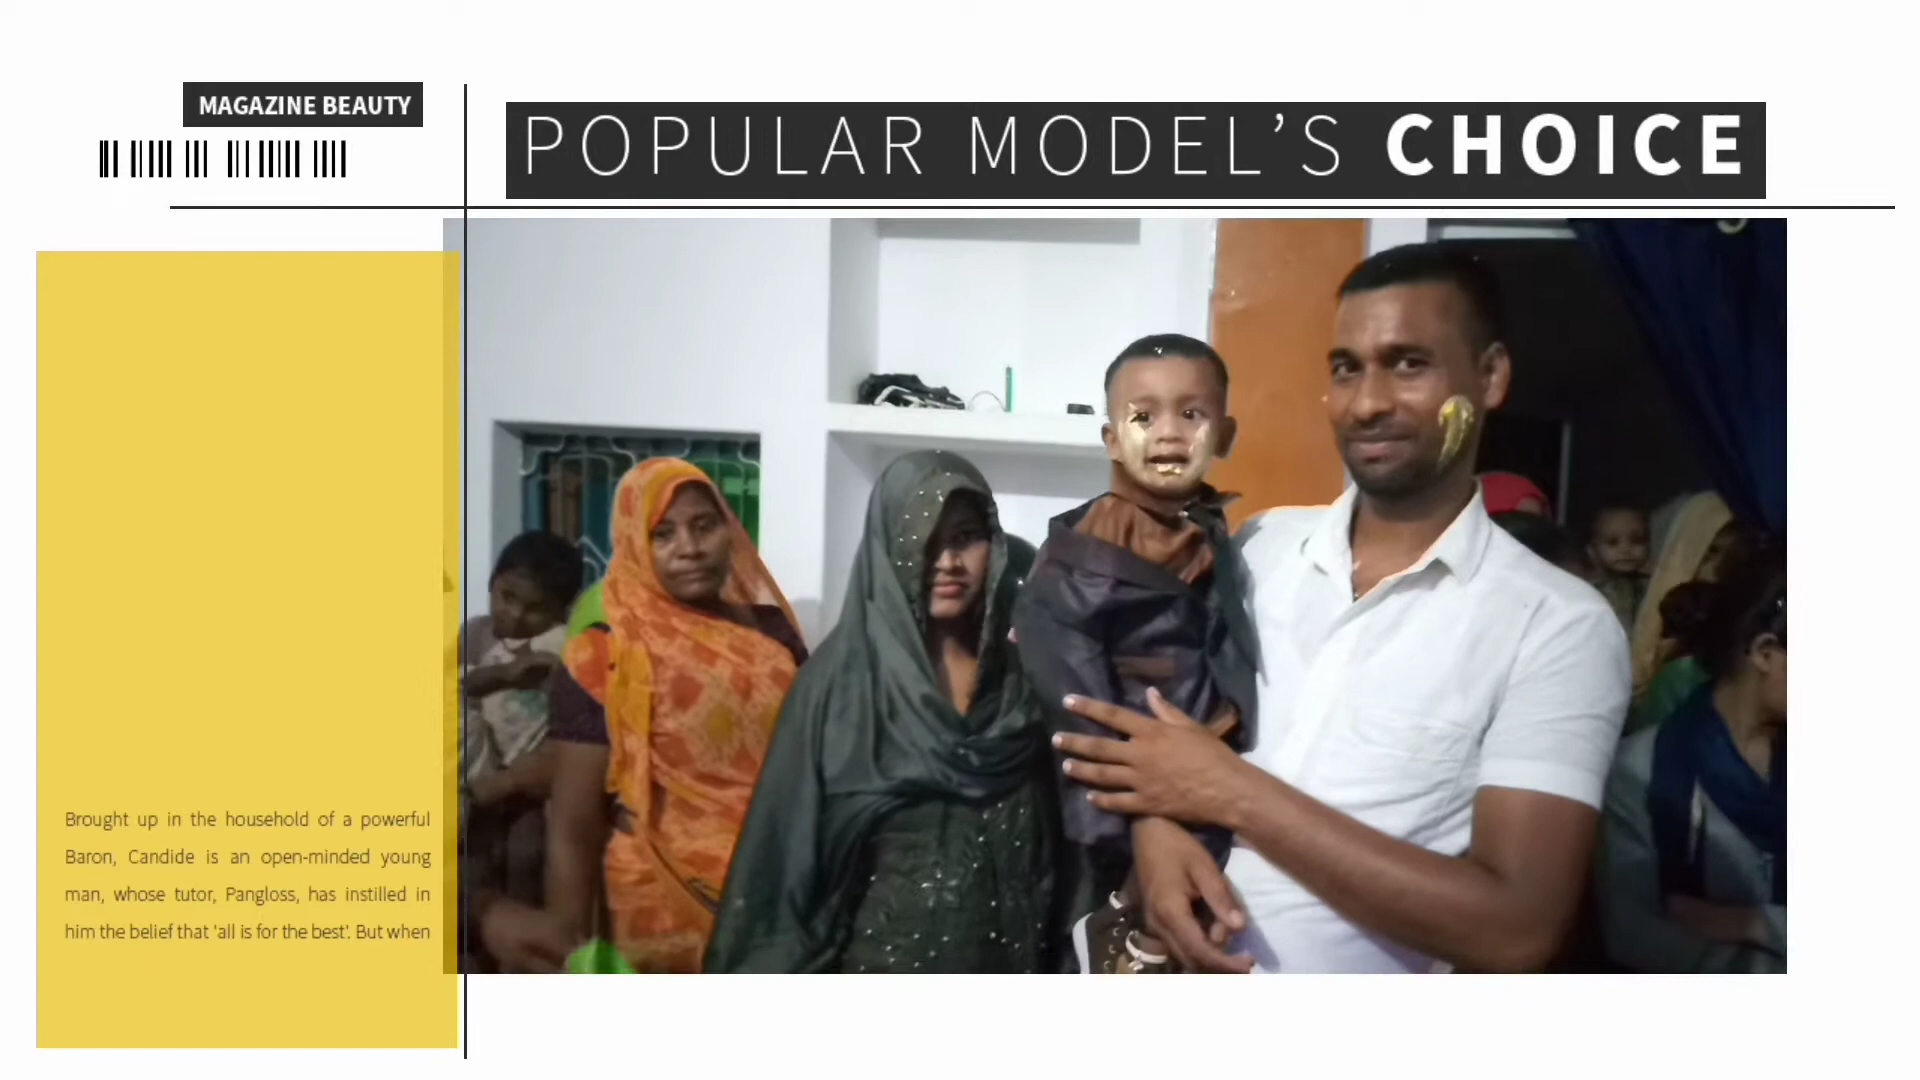 MAGAZINE BEAUTY
POPULAR MODEL’S CHOICE
Brought up in the household of a powerful
Baron, Candide is an open-minded young
man, whose tutor, Pangloss, has instilled in
him the belief that 'all is for the best'. But when